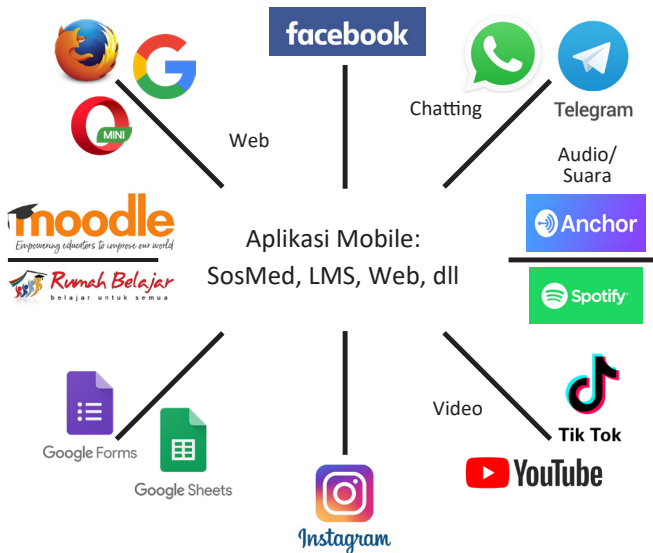 facebook
MINI
Web
Chatting
Telegram
Audio/
Suara
moodle
Empowering educators to improve our world
Rumah Belajar
belajar untuk semua
Aplikasi Mobile:
SosMed, LMS, Web, dll
Anchor
Spotify
Google Forms
Google Sheets
Instagram
Video
Tik Tok
YouTube